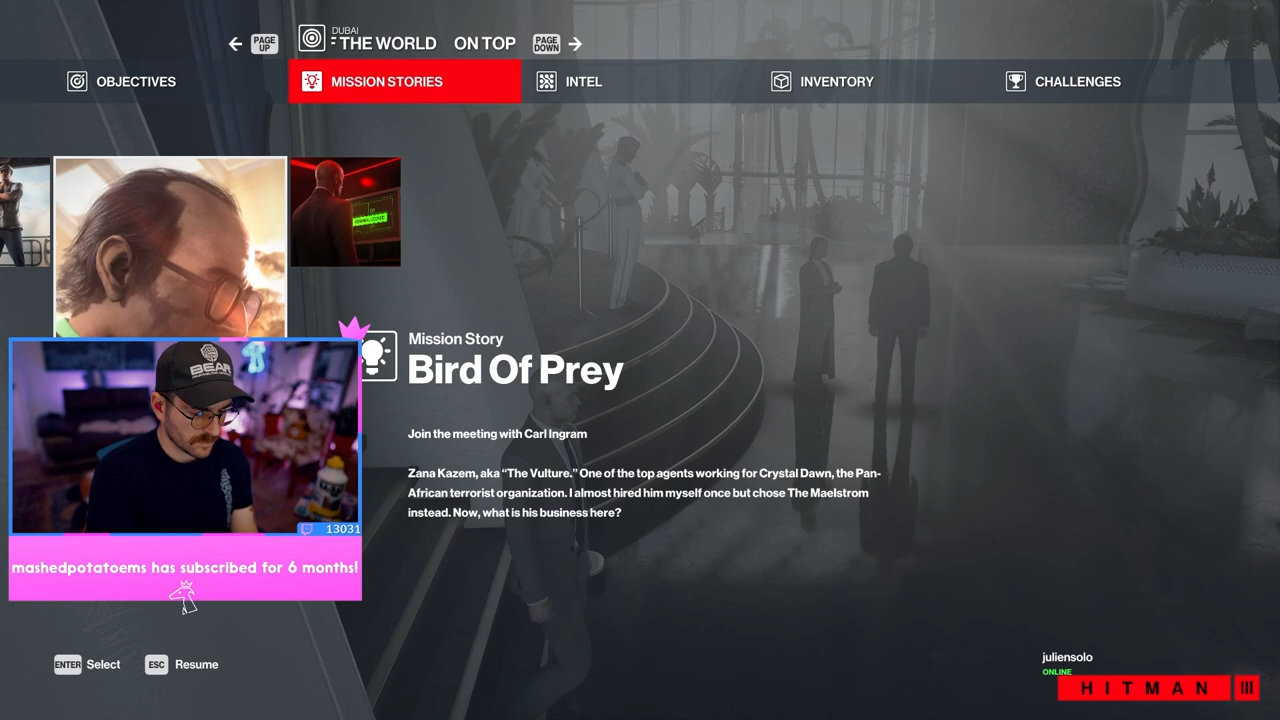 PAGE UP
DUBAI
THE WORLD ON TOP
PAGE DOWN
OBJECTIVES
MISSION STORIES
INTEL
INVENTORY
CHALLENGES
Mission Story
Bird Of Prey
Join the meeting with Carl Ingram
Zana Kazem, aka “The Vulture.” One of the top agents working for Crystal Dawn, the Pan-
African terrorist organization. I almost hired him myself once but chose The Maelstrom
instead. Now, what is his business here?
BEAR
13031
mashedpotatoems has subscribed for 6 months!
ENTER Select
ESC Resume
juliensolo
ONLINE
HITMAN III